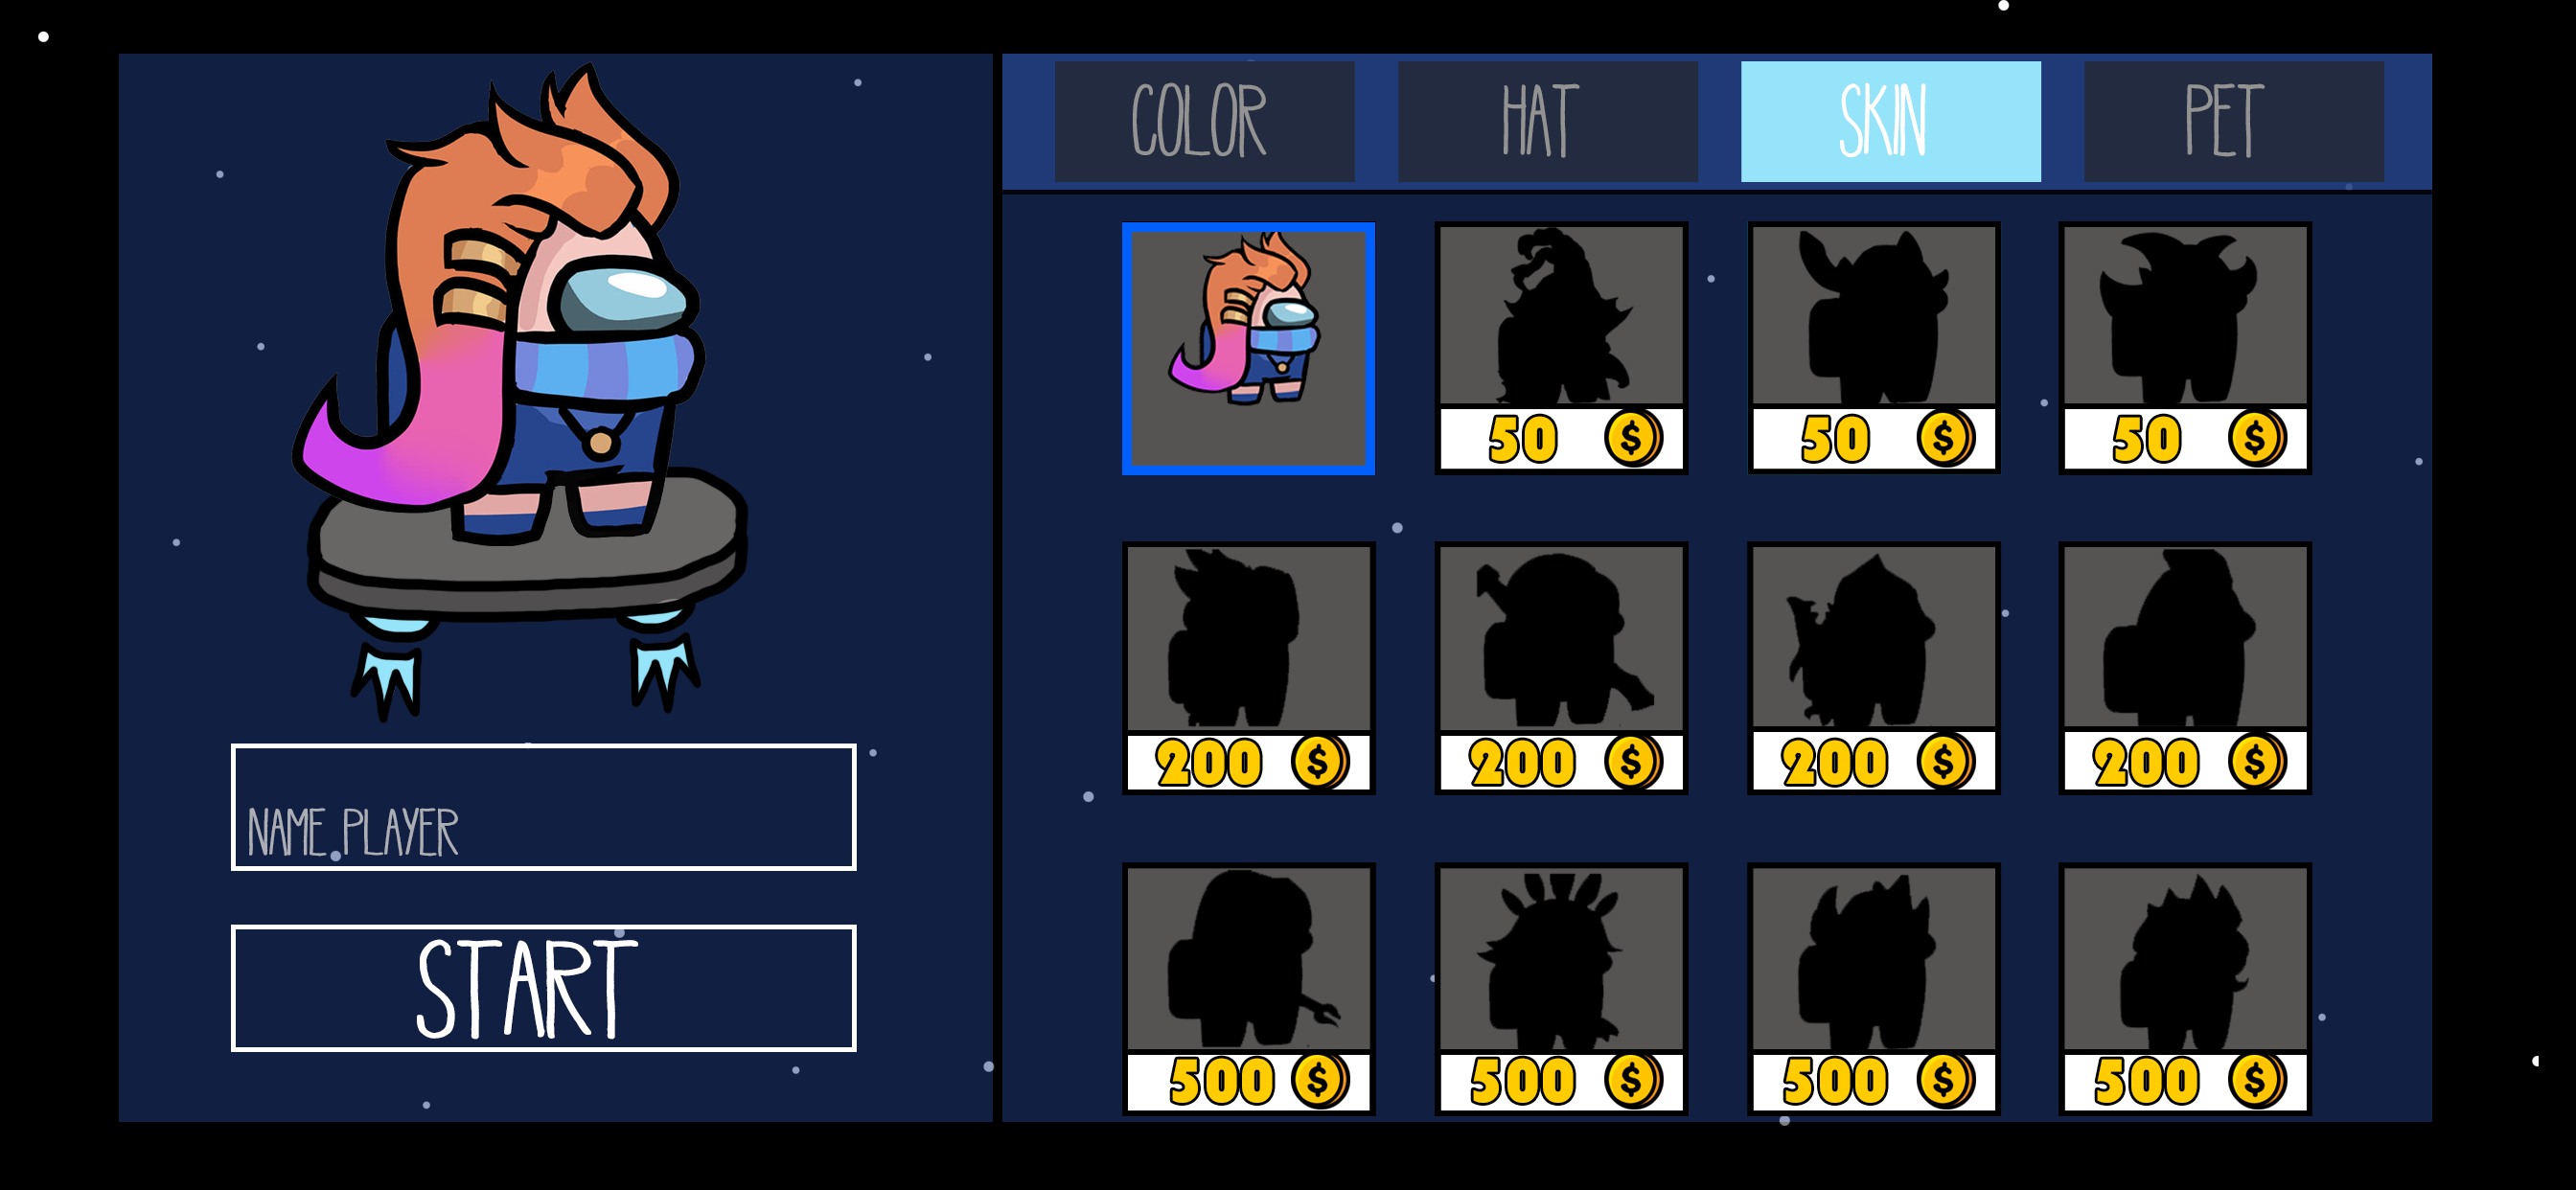 COLOR HAT SKIN PET
50 $ 50 $ 50 $
200 $ 200 $ 200 $ 200 $
NAME PLAYER
START
500 $ 500 $ 500 $ 500 $